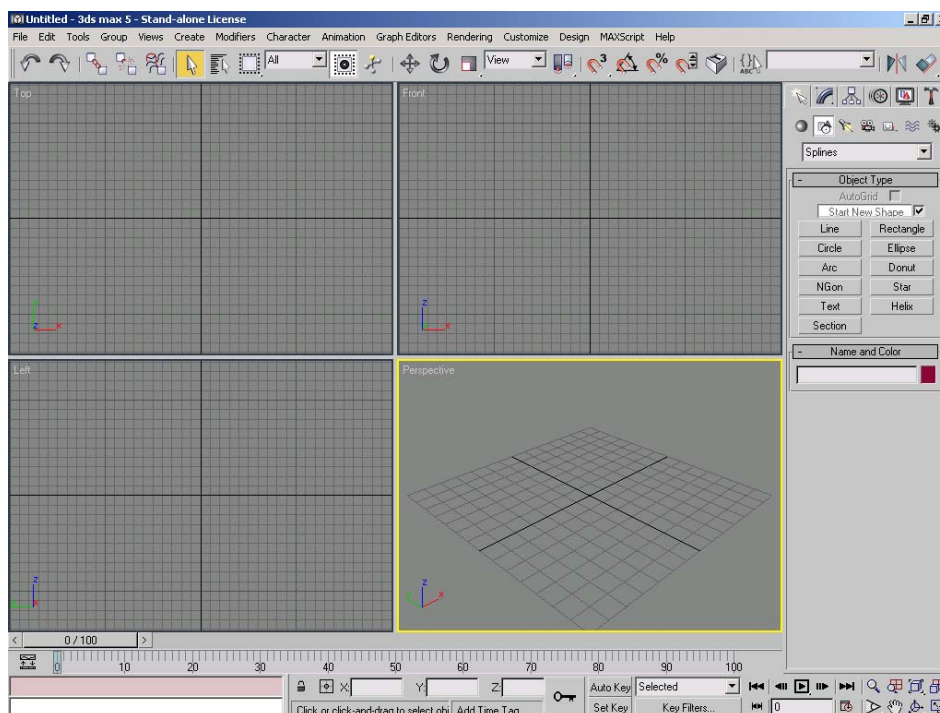 Untitled - 3ds max 5 - Stand-alone License
File Edit Tools Group Views Create Modifiers Character Animation Graph Editors Rendering Customize Design MAXScript Help
All View ABC
Top Front
Splines
- Object Type
AutoGrid
Start New Shape
Line Rectangle
Circle Ellipse
Arc Donut
NGon Star
Text Helix
Section
- Name and Color
z
x
z x
Left Perspective
z
x
z
x
< 0 / 100 >
0 10 20 30 40 50 60 70 80 90 100
X: Y: Z: Auto Key Selected
Click or click-and-drag to select obj Add Time Tag Set Key Key Filters... 0